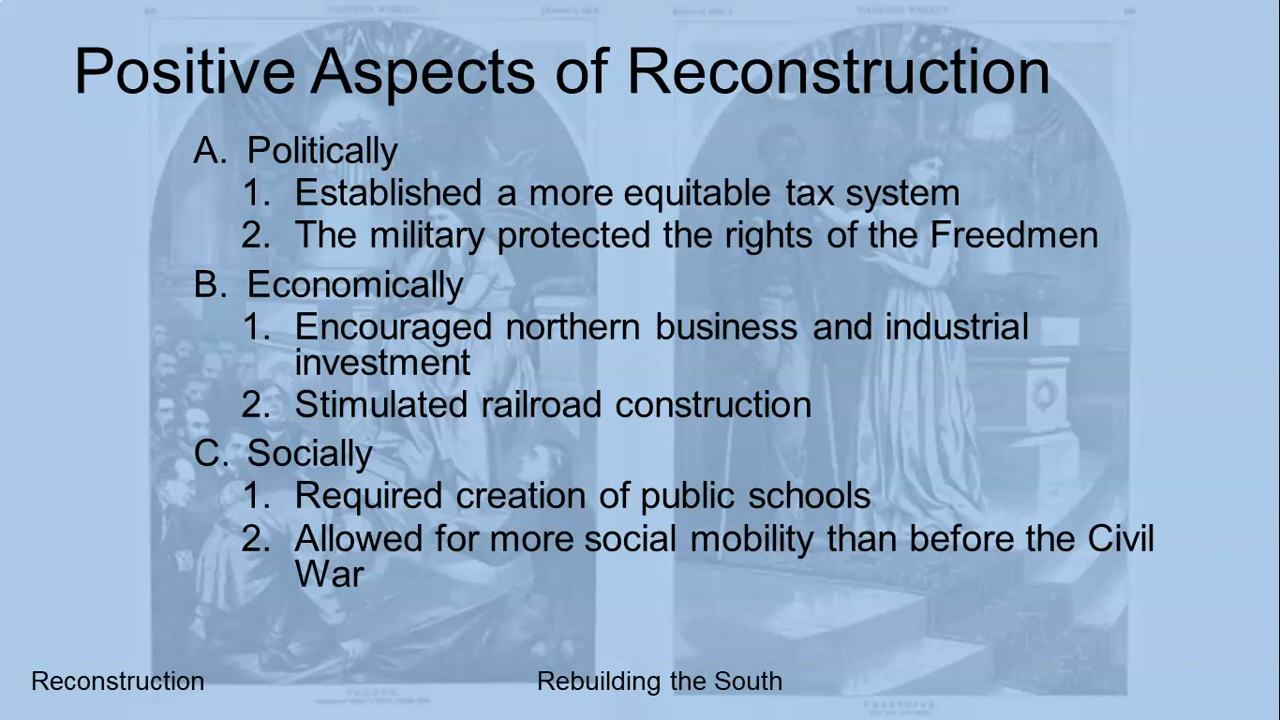 Positive Aspects of Reconstruction
A. Politically
1. Established a more equitable tax system
2. The military protected the rights of the Freedmen
B. Economically
1. Encouraged northern business and industrial
investment
2. Stimulated railroad construction
C. Socially
1. Required creation of public schools
2. Allowed for more social mobility than before the Civil
War
Reconstruction
Rebuilding the South